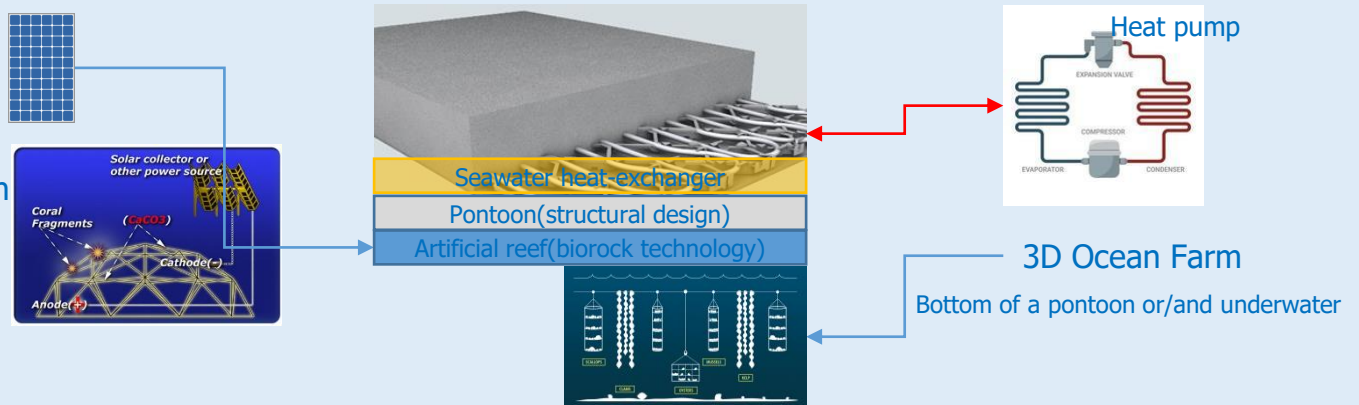 Heat pump
EXPANSION VALVE
COMPRESSOR
EVAPORATOR
CONDENSER
Solar collector or
other power source
Coral
Fragments
(CaCO3)
Cathode(-)
Anode(+)
n
Seawater heat-exchanger
Pontoon(structural design)
Artificial reef(biorock technology)
3D Ocean Farm
Bottom of a pontoon or/and underwater
SCALLOPS
MUSSELS
KELP
CLAMS
OYSTERS